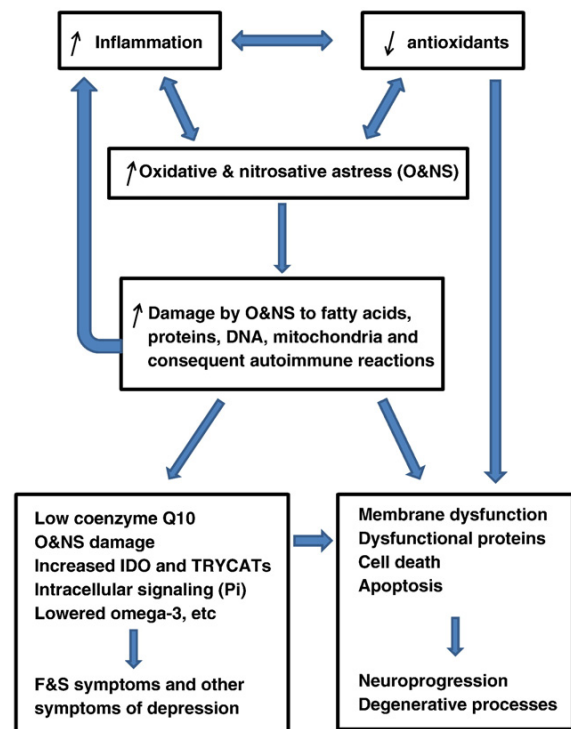 ↑ Inflammation
↓ antioxidants
↑ Oxidative & nitrosative astress (O&NS)
↑ Damage by O&NS to fatty acids,
proteins, DNA, mitochondria and
consequent autoimmune reactions
Low coenzyme Q10
O&NS damage
Increased IDO and TRYCATs
Intracellular signaling (Pi)
Lowered omega-3, etc
F&S symptoms and other
symptoms of depression
Membrane dysfunction
Dysfunctional proteins
Cell death
Apoptosis
Neuroprogression
Degenerative processes